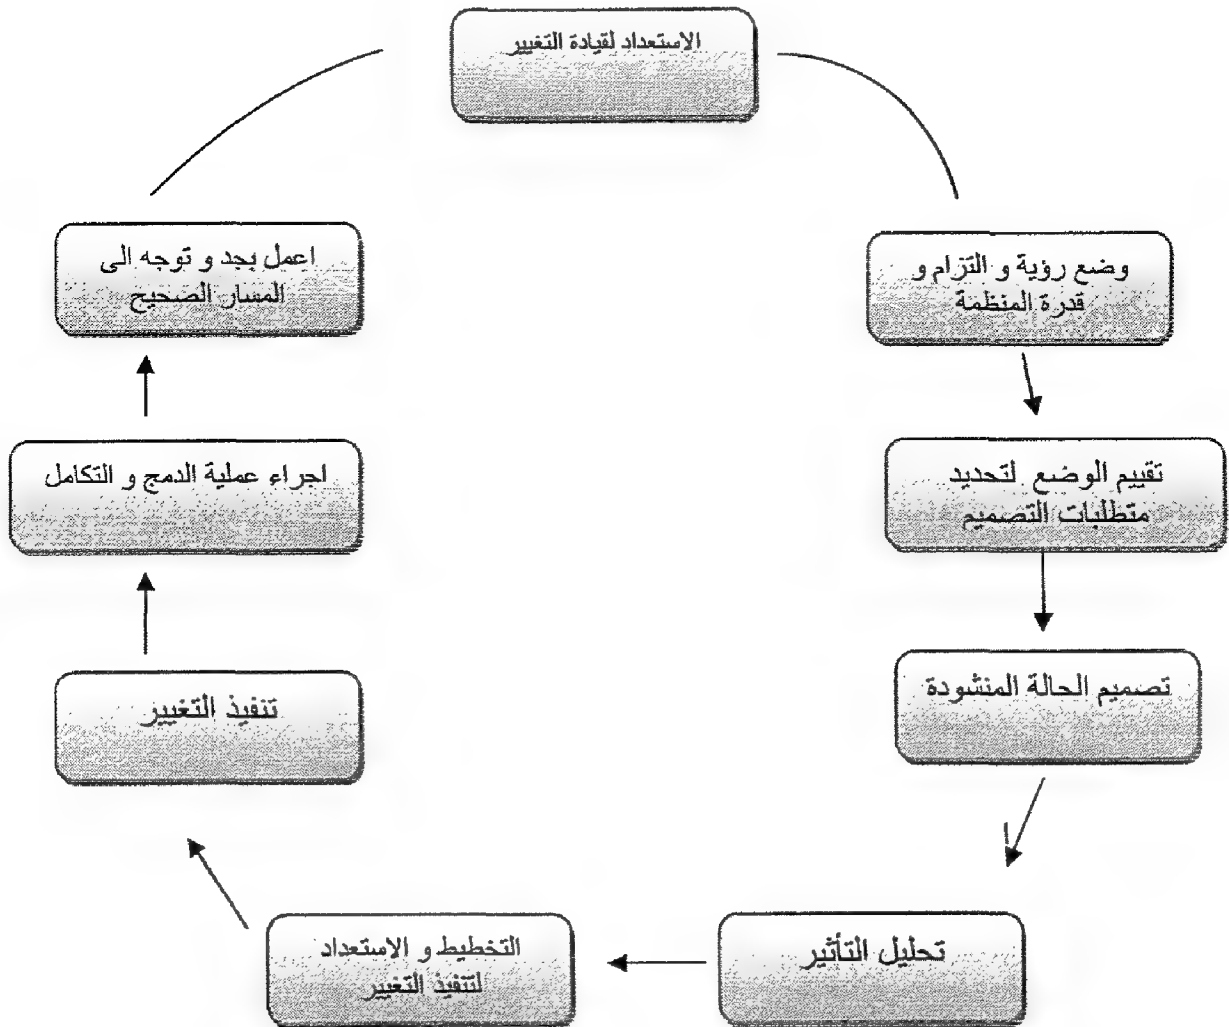 الاستعداد لقيادة التغيير
وضع رؤية و التزام و
قدرة المنظمة
تقييم الوضع لتحديد
متطلبات التصميم
تصميم الحالة المنشودة
تحليل التأثير
التخطيط و الاستعداد
لتنفيذ التغيير
تنفيذ التغيير
اجراء عملية الدمج و التكامل
اعمل بجد و توجه الى
المسار الصحيح